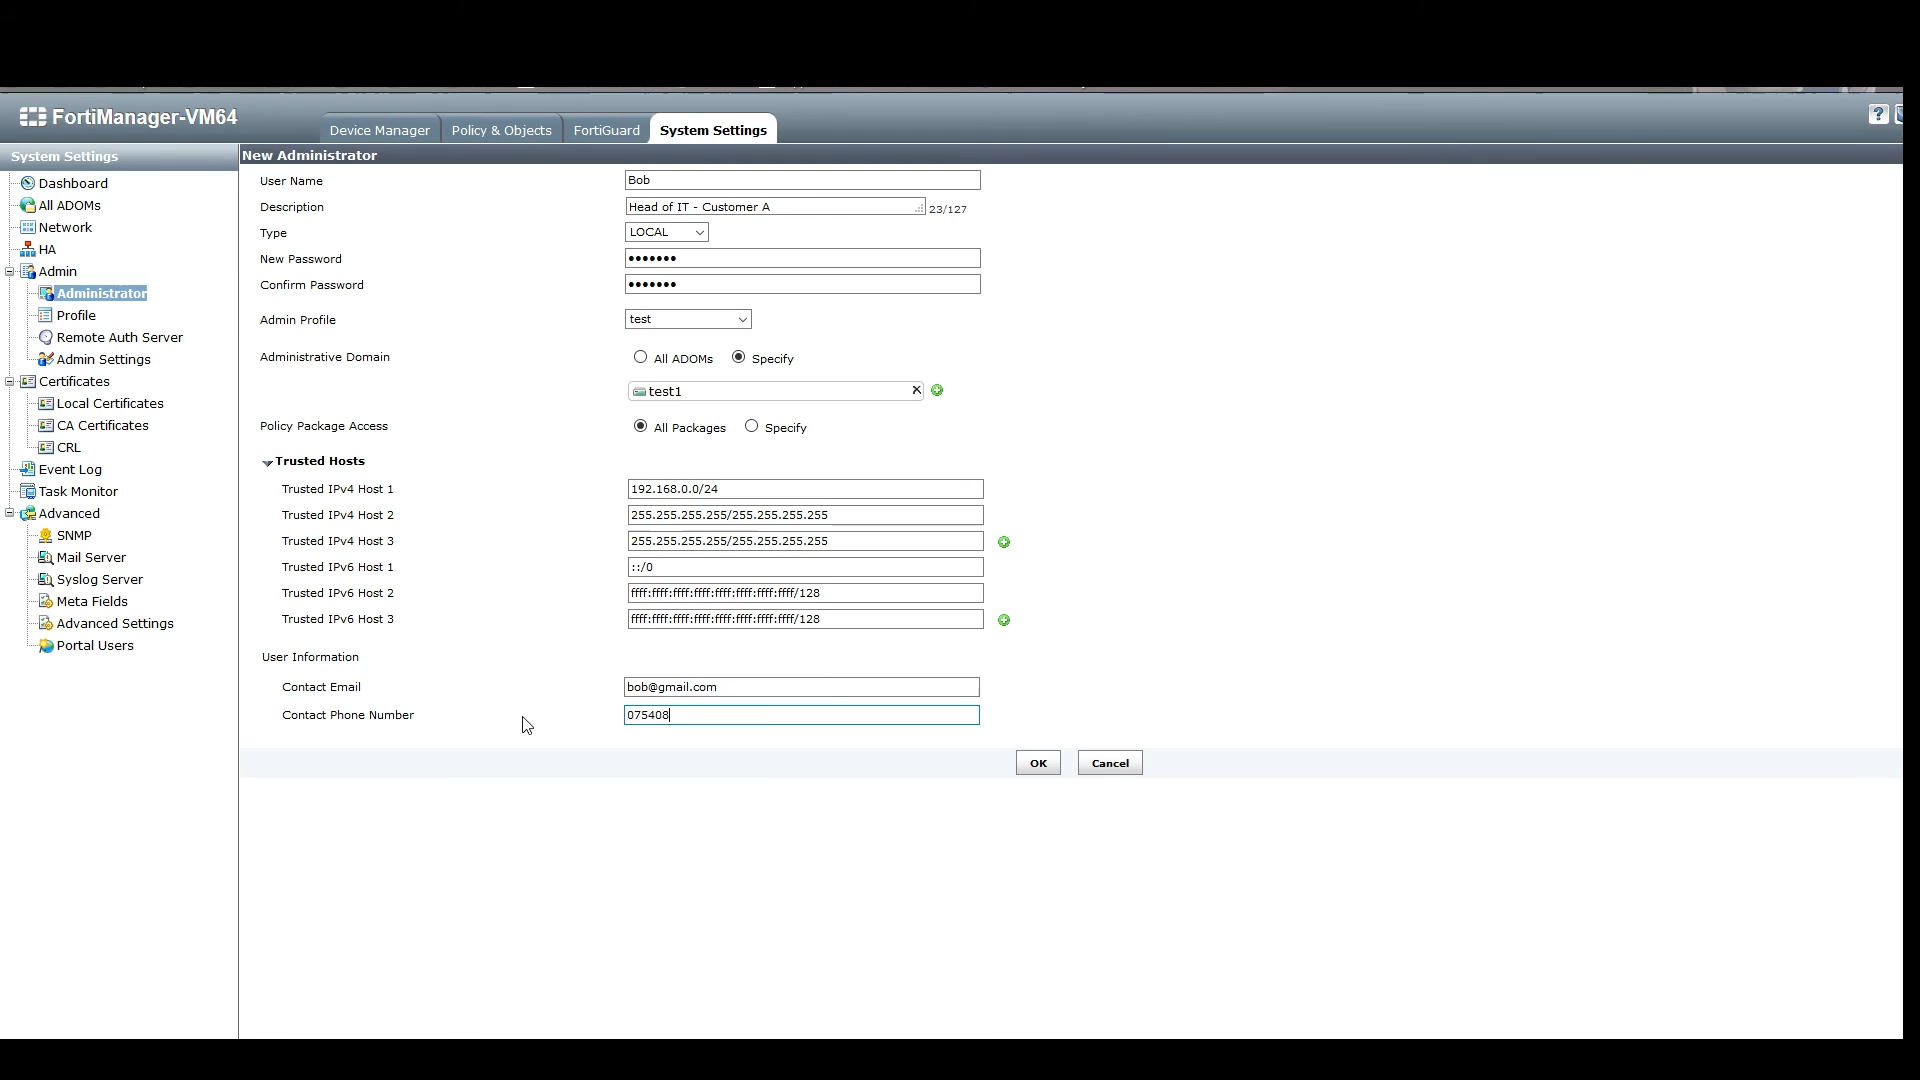 FortiManager-VM64
Device Manager
Policy & Objects
FortiGuard
System Settings
?
System Settings
Dashboard
All ADOMs
Network
HA
Admin
Administrator
Profile
Remote Auth Server
Admin Settings
Certificates
Local Certificates
CA Certificates
CRL
Event Log
Task Monitor
Advanced
SNMP
Mail Server
Syslog Server
Meta Fields
Advanced Settings
Portal Users
New Administrator
User Name Bob
Description Head of IT - Customer A 23/127
Type LOCAL
New Password •••••••
Confirm Password •••••••
Admin Profile test
Administrative Domain All ADOMs Specify
test1
Policy Package Access All Packages Specify
Trusted Hosts
Trusted IPv4 Host 1 192.168.0.0/24
Trusted IPv4 Host 2 255.255.255.255/255.255.255.255
Trusted IPv4 Host 3 255.255.255.255/255.255.255.255
Trusted IPv6 Host 1 ::/0
Trusted IPv6 Host 2 ffff:ffff:ffff:ffff:ffff:ffff:ffff:ffff/128
Trusted IPv6 Host 3 ffff:ffff:ffff:ffff:ffff:ffff:ffff:ffff/128
User Information
Contact Email bob@gmail.com
Contact Phone Number 075408
OK Cancel